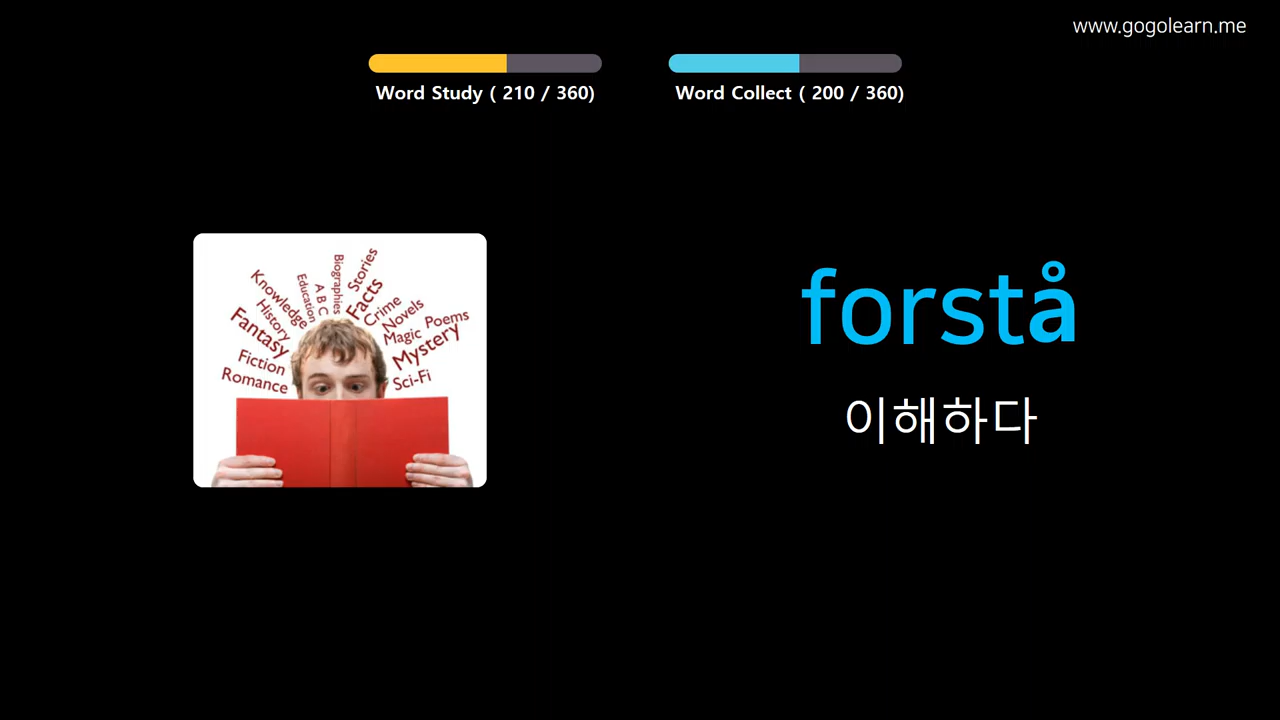 www.gogolearn.me
Word Study ( 210 / 360)
Word Collect ( 200 / 360)
Knowledge
History
Fantasy
Fiction
Romance
Education
A B C
Biographies
Stories
Facts
Crime
Novels
Magic
Poems
Mystery
Sci-Fi
forstå
이해하다